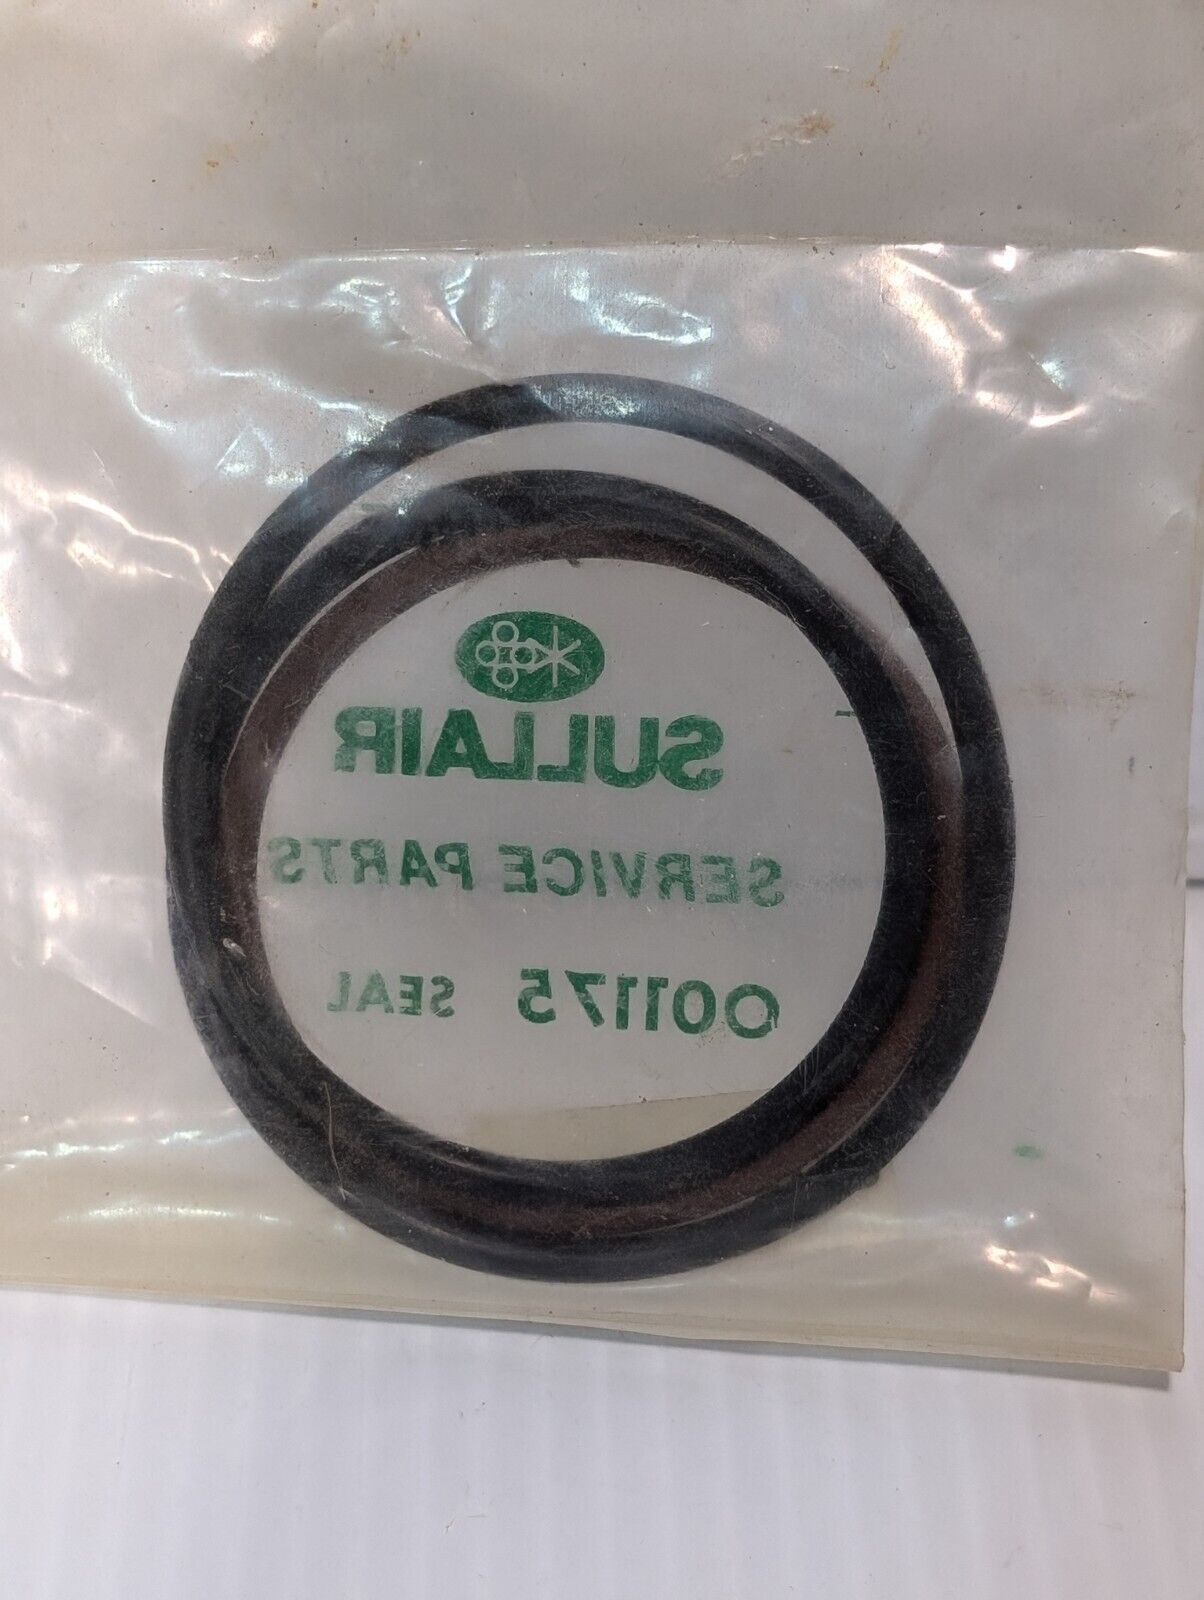 SULLAIR
SERVICE PARTS
001175 SEAL